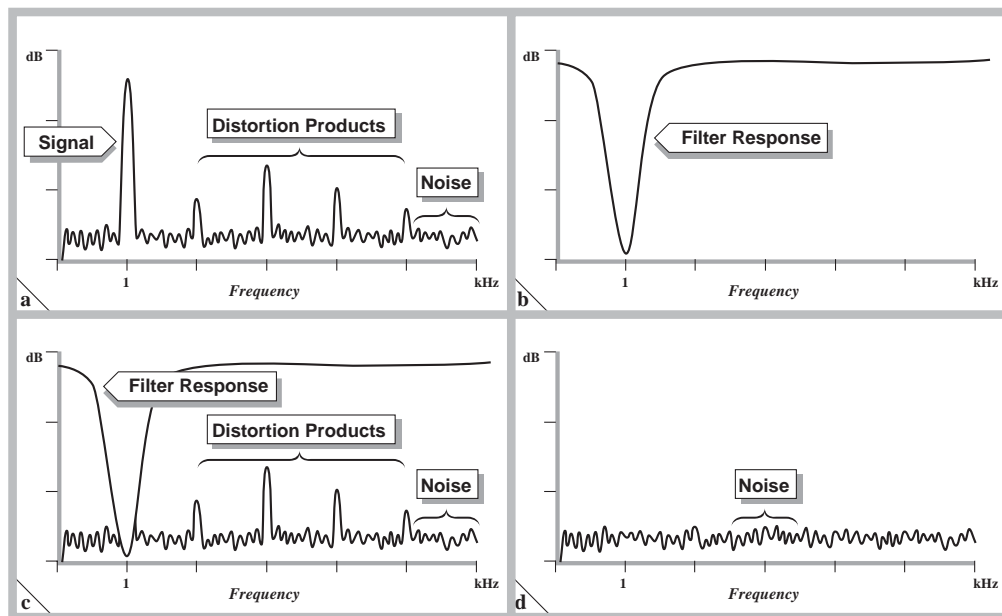 dB
Signal
Distortion Products
Noise
1
Frequency
kHz
a
dB
Filter Response
1
Frequency
kHz
b
dB
Filter Response
Distortion Products
Noise
1
Frequency
kHz
c
dB
Noise
1
Frequency
kHz
d